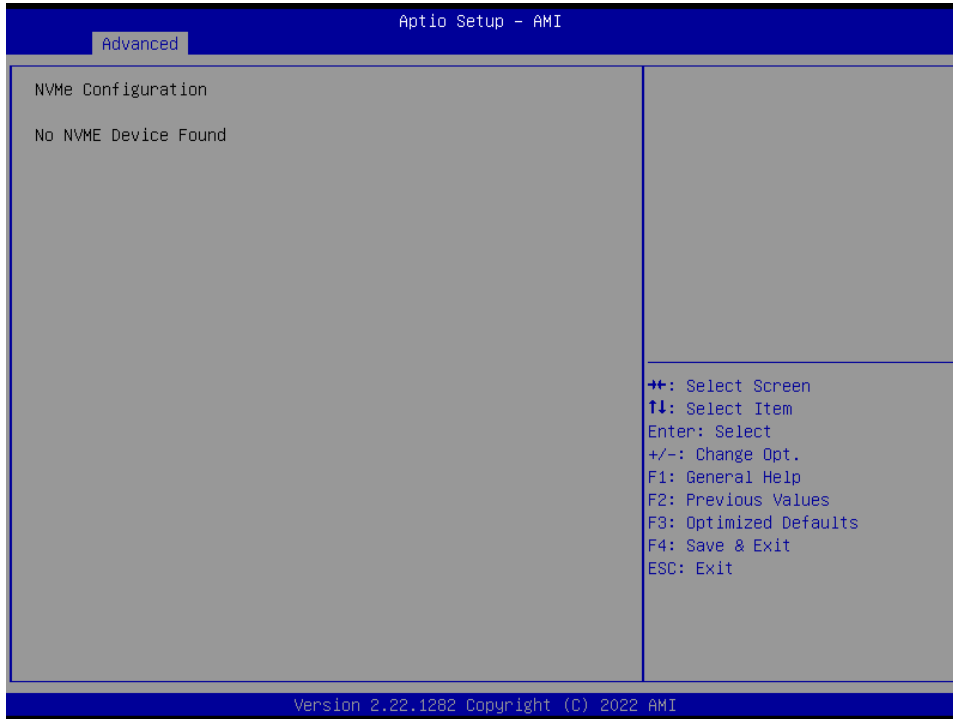 Aptio Setup – AMI
Advanced
NVMe Configuration
No NVME Device Found
→←: Select Screen
↑↓: Select Item
Enter: Select
+/-: Change Opt.
F1: General Help
F2: Previous Values
F3: Optimized Defaults
F4: Save & Exit
ESC: Exit
Version 2.22.1282 Copyright (C) 2022 AMI